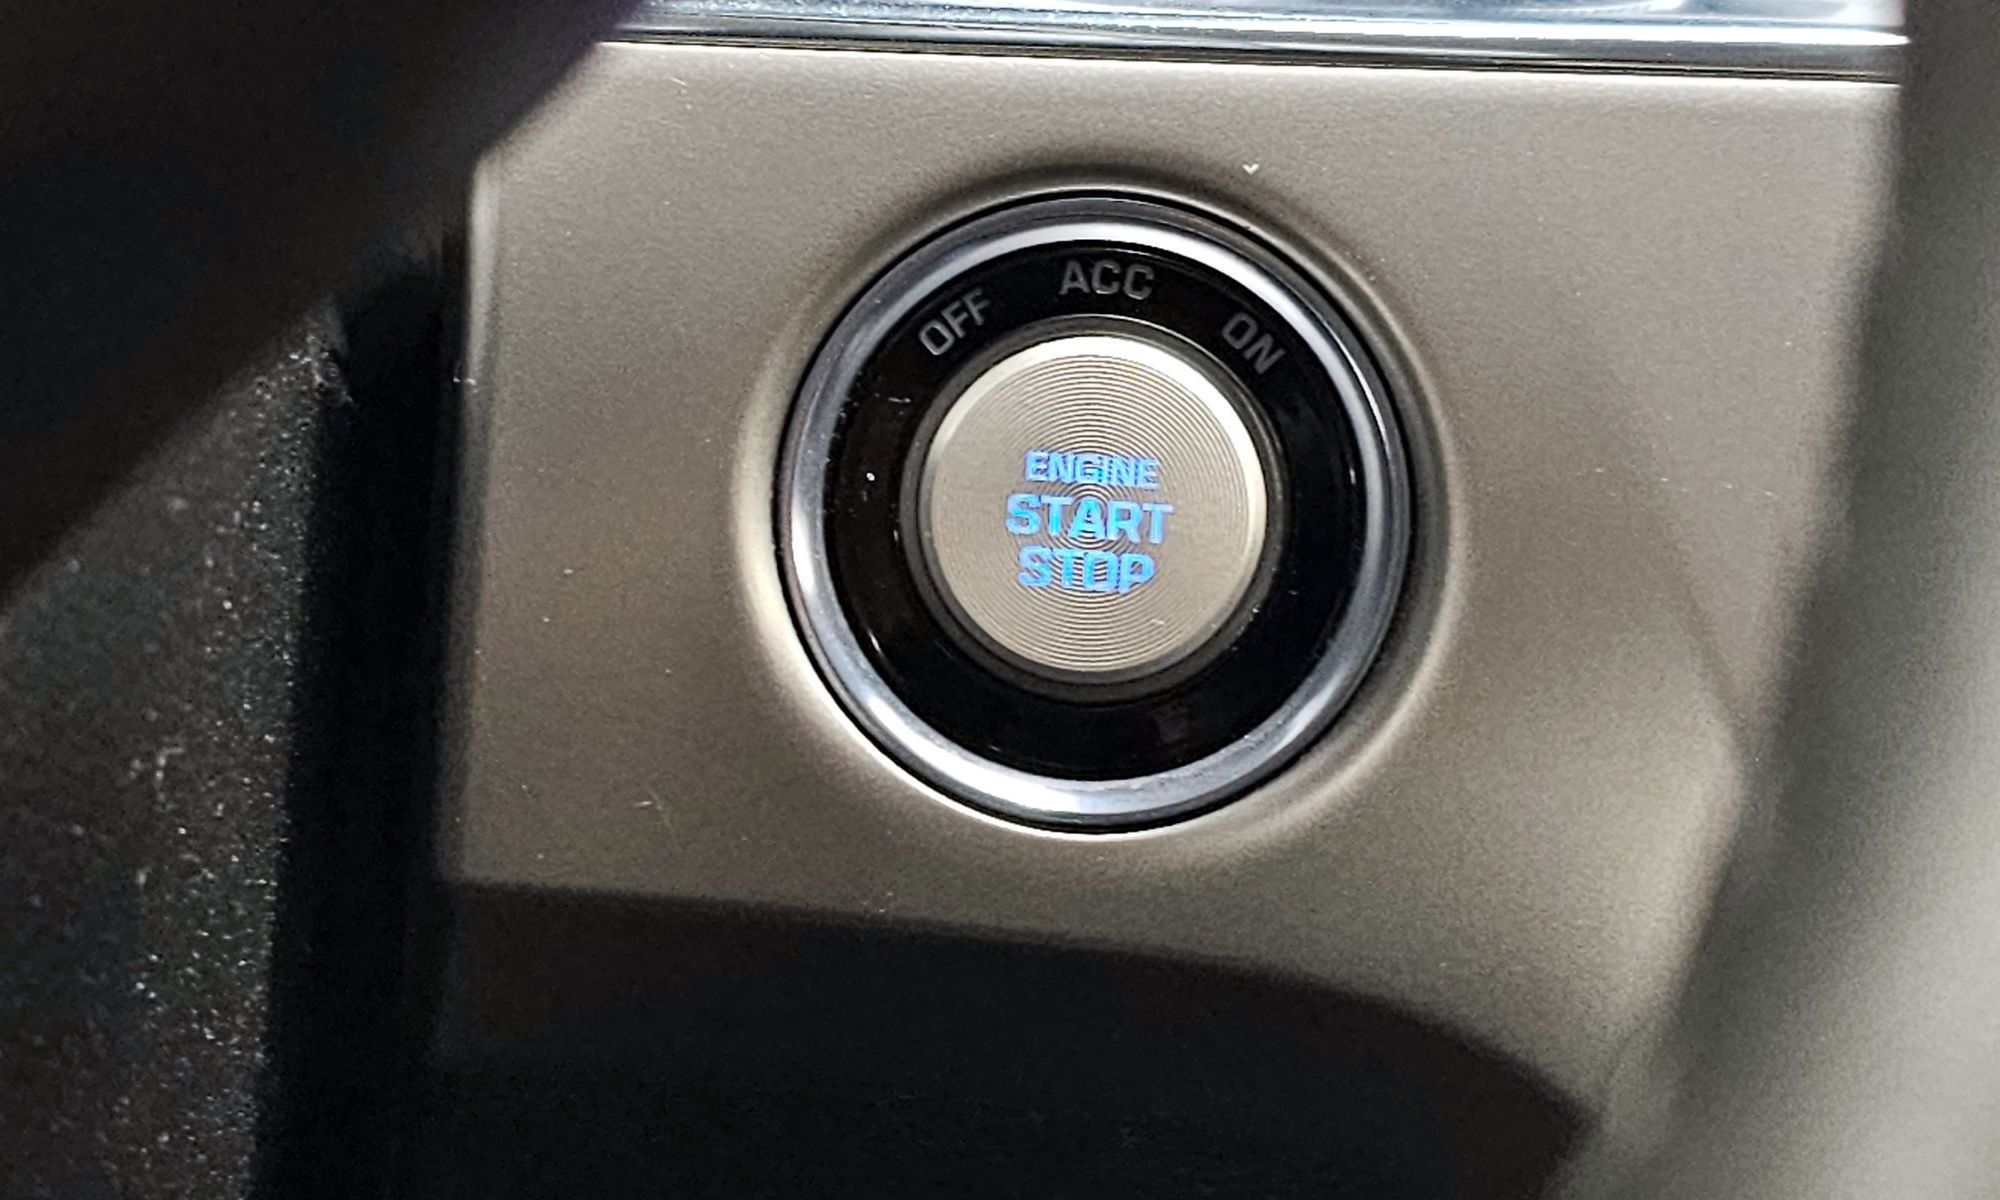 OFF ACC ON
ENGINE
START
STOP